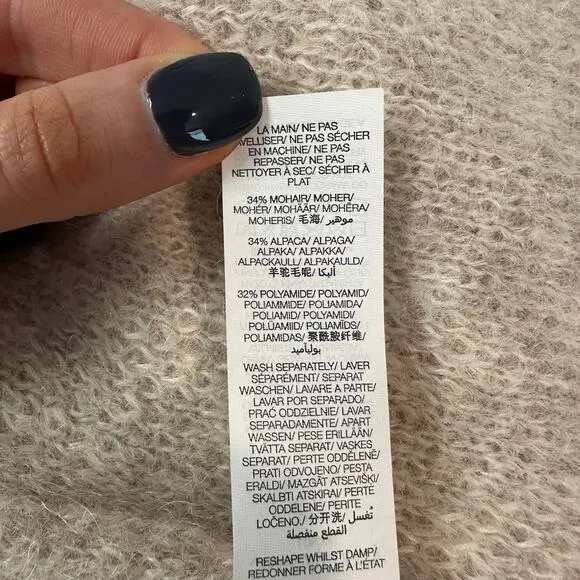 LA MAIN/ NE PAS
AVELLISER/ NE PAS SÉCHER
EN MACHINE/ NE PAS
REPASSER/ NE PAS
NETTOYER À SEC/ SÉCHER À
PLAT
34% MOHAIR/ MOHER/
MOHÉR/ MOHÄÄR/ MOHÉRA/
MOHERIS/ 毛海/ موهير/
34% ALPACA/ ALPAGA/
ALPAKA/ ALPAKKA/
ALPACKAULL/ ALPAKAULD/
羊驼毛呢/ ألبكا/
32% POLYAMIDE/ POLYAMID/
POLIAMMIDE/ POLIAMIDA/
POLIAMID/ POLYAMIDI/
POLÜAMIID/ POLIAMĪDS/
POLIAMIDAS/ 聚酰胺纤维/
بولياميد
WASH SEPARATELY/ LAVER
SÉPARÉMENT/ SEPARAT
WASCHEN/ LAVARE A PARTE/
LAVAR POR SEPARADO/
PRAĆ ODDZIELNIE/ LAVAR
SEPARADAMENTE/ APART
WASSEN/ PESE ERILLÄÄN/
TVÄTTA SEPARAT/ VASKES
SEPARAT/ PERTE ODDĚLENĚ/
PRATI ODVOJENO/ PESTA
ERALDI/ MAZGĀT ATSEVIŠĶI/
SKALBTI ATSKIRAI/ PERTE
ODDELENE/ PERITE
LOČENO/ 分开洗/ تُغسل
القطع منفصلة
RESHAPE WHILST DAMP/
REDONNER FORME À L'ÉTAT